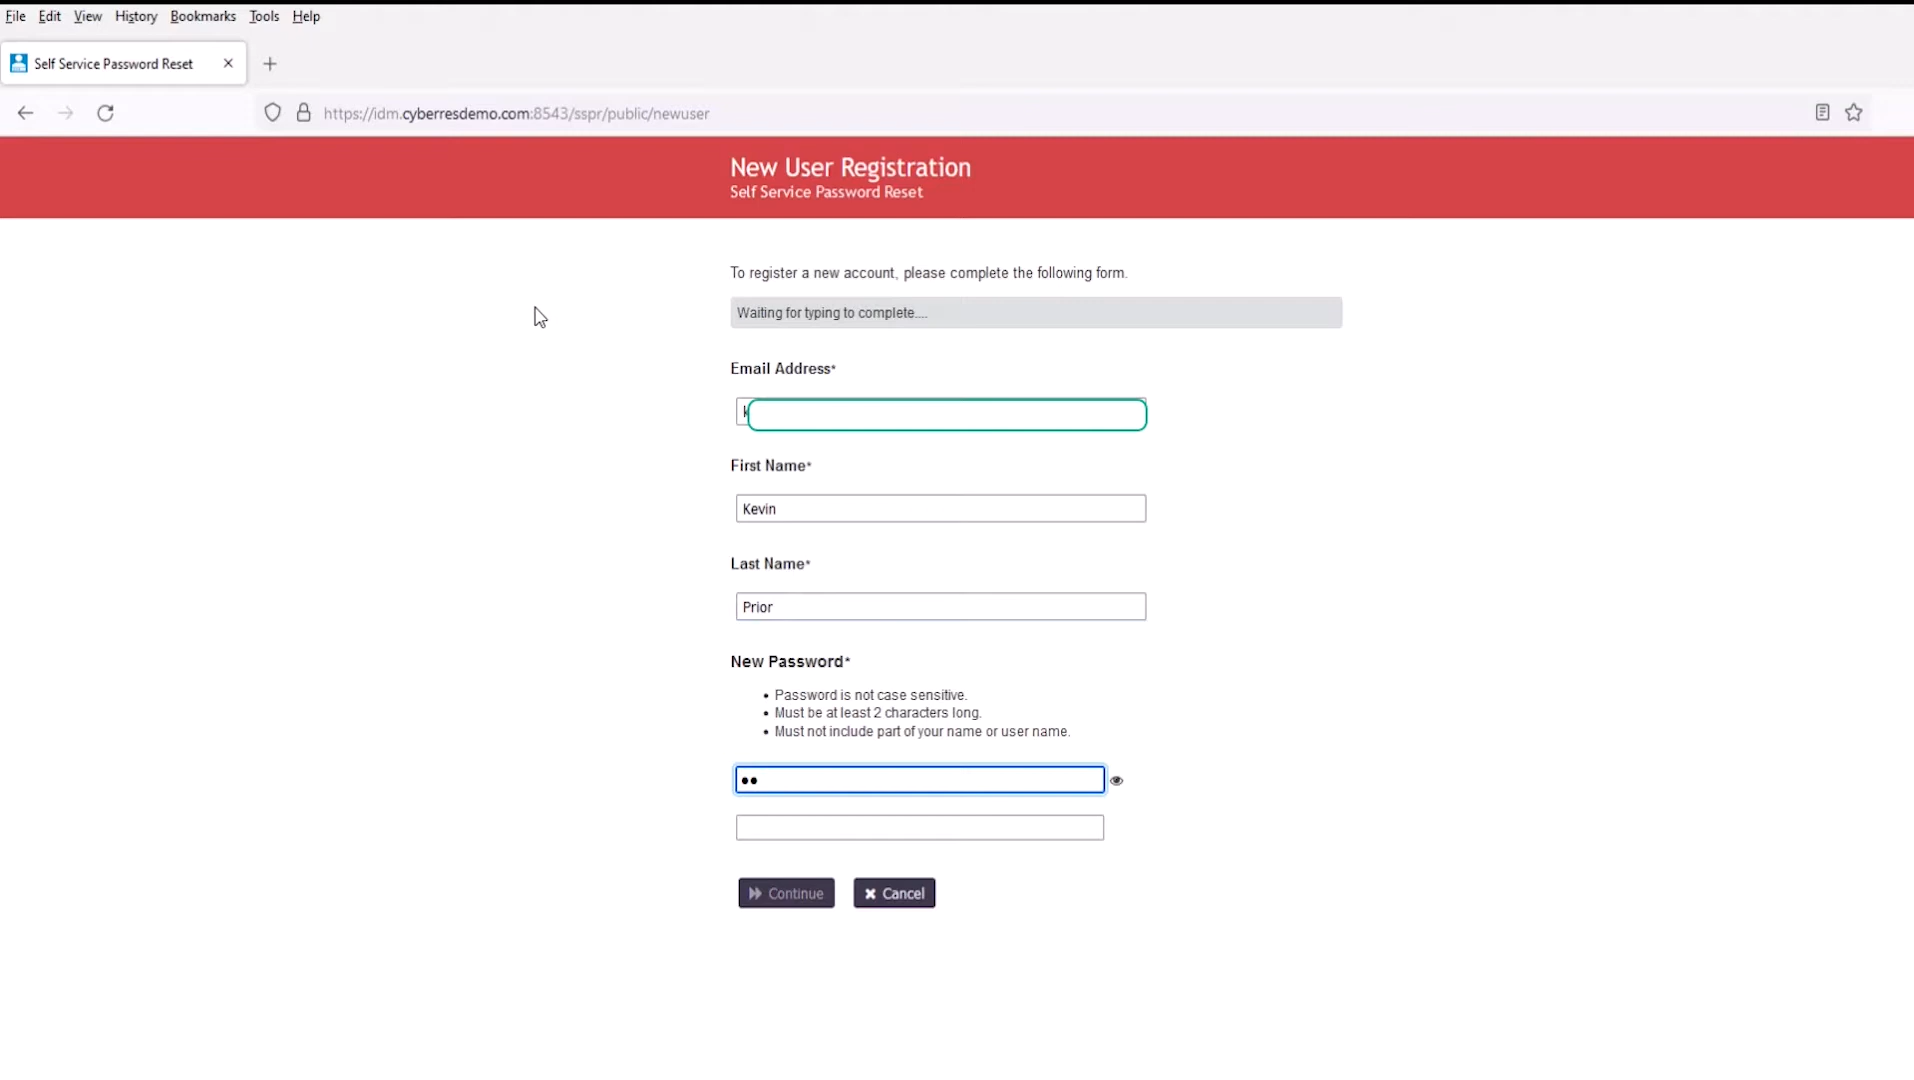 File Edit View History Bookmarks Tools Help
Self Service Password Reset
https://idm.cyberresdemo.com:8543/sspr/public/newuser
New User Registration
Self Service Password Reset
To register a new account, please complete the following form.
Waiting for typing to complete....
Email Address*
First Name*
Kevin
Last Name*
Prior
New Password*
• Password is not case sensitive.
• Must be at least 2 characters long.
• Must not include part of your name or user name.
Continue Cancel